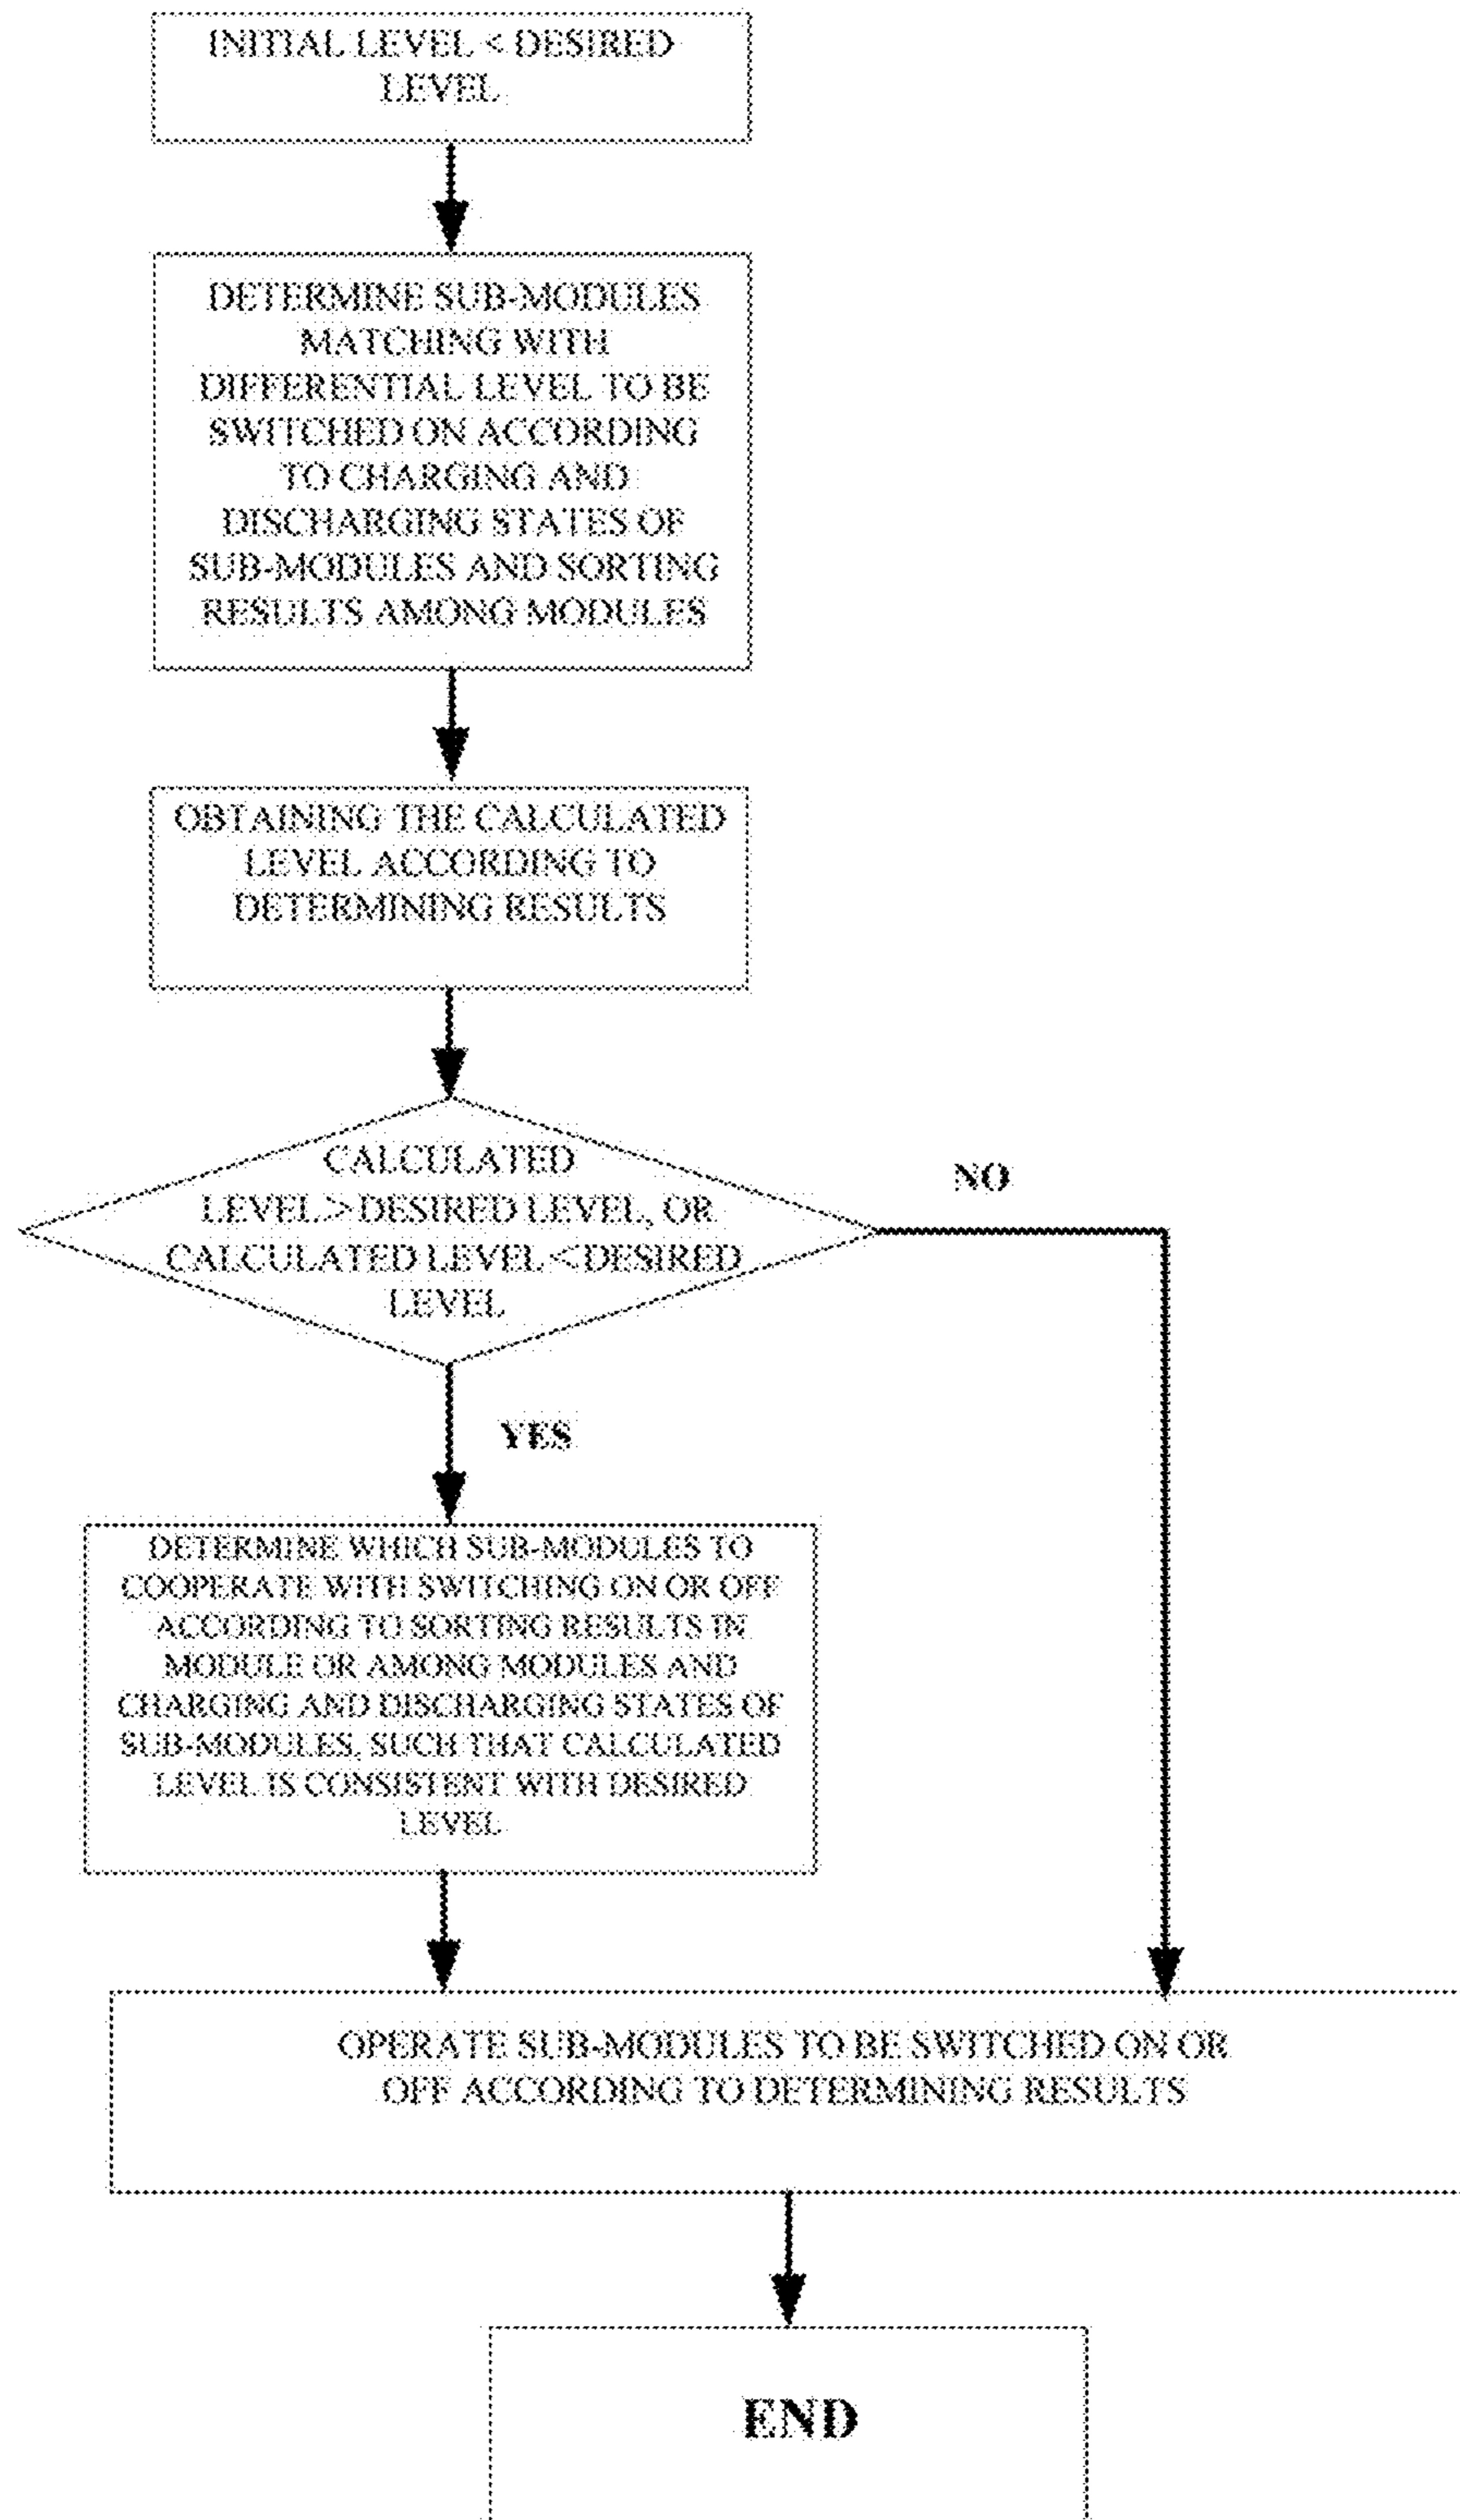 INITIAL LEVEL < DESIRED
LEVEL
DETERMINE SUB-MODULES
MATCHING WITH
DIFFERENTIAL LEVEL TO BE
SWITCHED ON ACCORDING
TO CHARGING AND
DISCHARGING STATES OF
SUB-MODULES AND SORTING
RESULTS AMONG MODULES
OBTAINING THE CALCULATED
LEVEL ACCORDING TO
DETERMINING RESULTS
CALCULATED
LEVEL>DESIRED LEVEL, OR
CALCULATED LEVEL<DESIRED
LEVEL
NO
YES
DETERMINE WHICH SUB-MODULES TO
COOPERATE WITH SWITCHING ON OR OFF
ACCORDING TO SORTING RESULTS IN
MODULE OR AMONG MODULES AND
CHARGING AND DISCHARGING STATES OF
SUB-MODULES, SUCH THAT CALCULATED
LEVEL IS CONSISTENT WITH DESIRED
LEVEL
OPERATE SUB-MODULES TO BE SWITCHED ON OR
OFF ACCORDING TO DETERMINING RESULTS
END